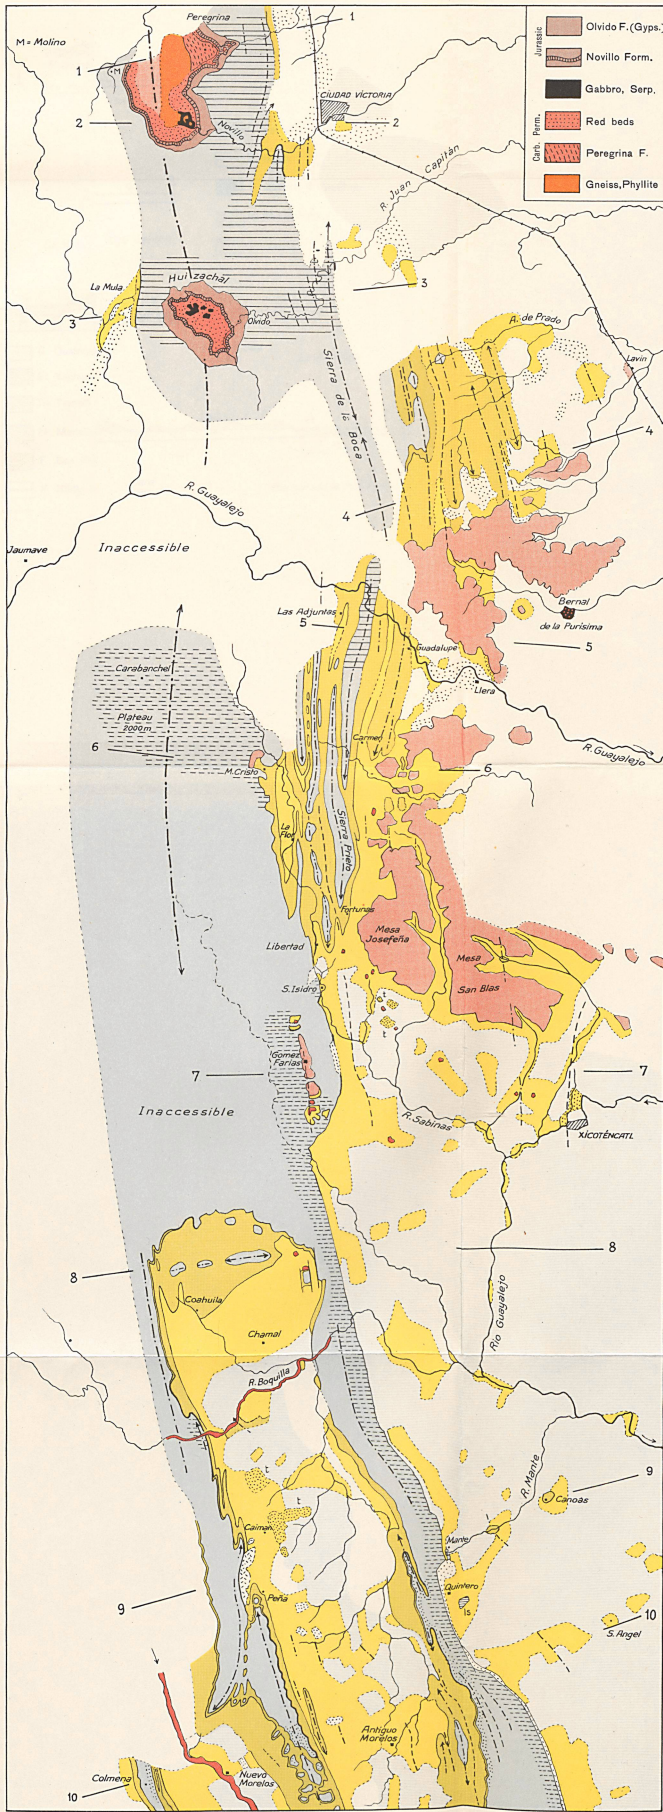 Peregrina
1
M = Molino
Jurassic
Olvido F. (Gyps.)
Novillo Form.
Gabbro, Serp.
Perm.
Red beds
Carb.
Peregrina F.
Gneiss, Phyllite
1
M
CIUDAD VICTORIA
2
Novillo
2
R. Juan Capitán
Huizachal
La Mula
3
3
Olvido
A. de Prado
Sierra de la Boca
Lavin
4
R. Guayalejo
4
Jaumave
Inaccessible
Las Adjuntas
5
Bernal
de la Purísima
Guadalupe
5
Carabanchel
Llera
Plateau
2000 m
6
Carmen
R. Guayalejo
M. Cristo
6
La
Flor
Sierra Prieto
Fortunas
Mesa
Josefeña
Libertad
Mesa
San Blas
S. Isidro
t
t
Gomez
Farias
7
7
Inaccessible
R. Sabinas
XICOTÉNCATL
8
8
Coahuila
Rio Guayalejo
Chamal
R. Boquilla
t
t
R. Mante
9
Canoas
Caiman
Mante
Quintero
ls
9
Peña
10
S. Angel
Antiguo
Morelos
Colmena
Nuevo
Morelos
10